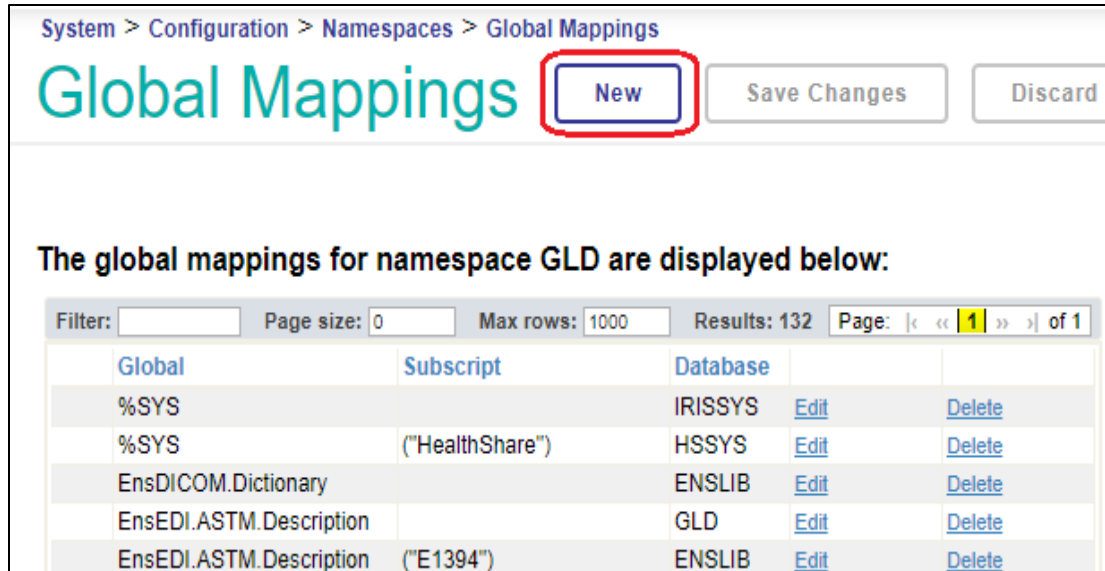 System > Configuration > Namespaces > Global Mappings
Global Mappings New Save Changes Discard
The global mappings for namespace GLD are displayed below:
Filter: Page size: 0 Max rows: 1000 Results: 132 Page: |‹ ‹‹ 1 ›› ›| of 1
Global Subscript Database
%SYS IRISSYS Edit Delete
%SYS ("HealthShare") HSSYS Edit Delete
EnsDICOM.Dictionary ENSLIB Edit Delete
EnsEDI.ASTM.Description GLD Edit Delete
EnsEDI.ASTM.Description ("E1394") ENSLIB Edit Delete